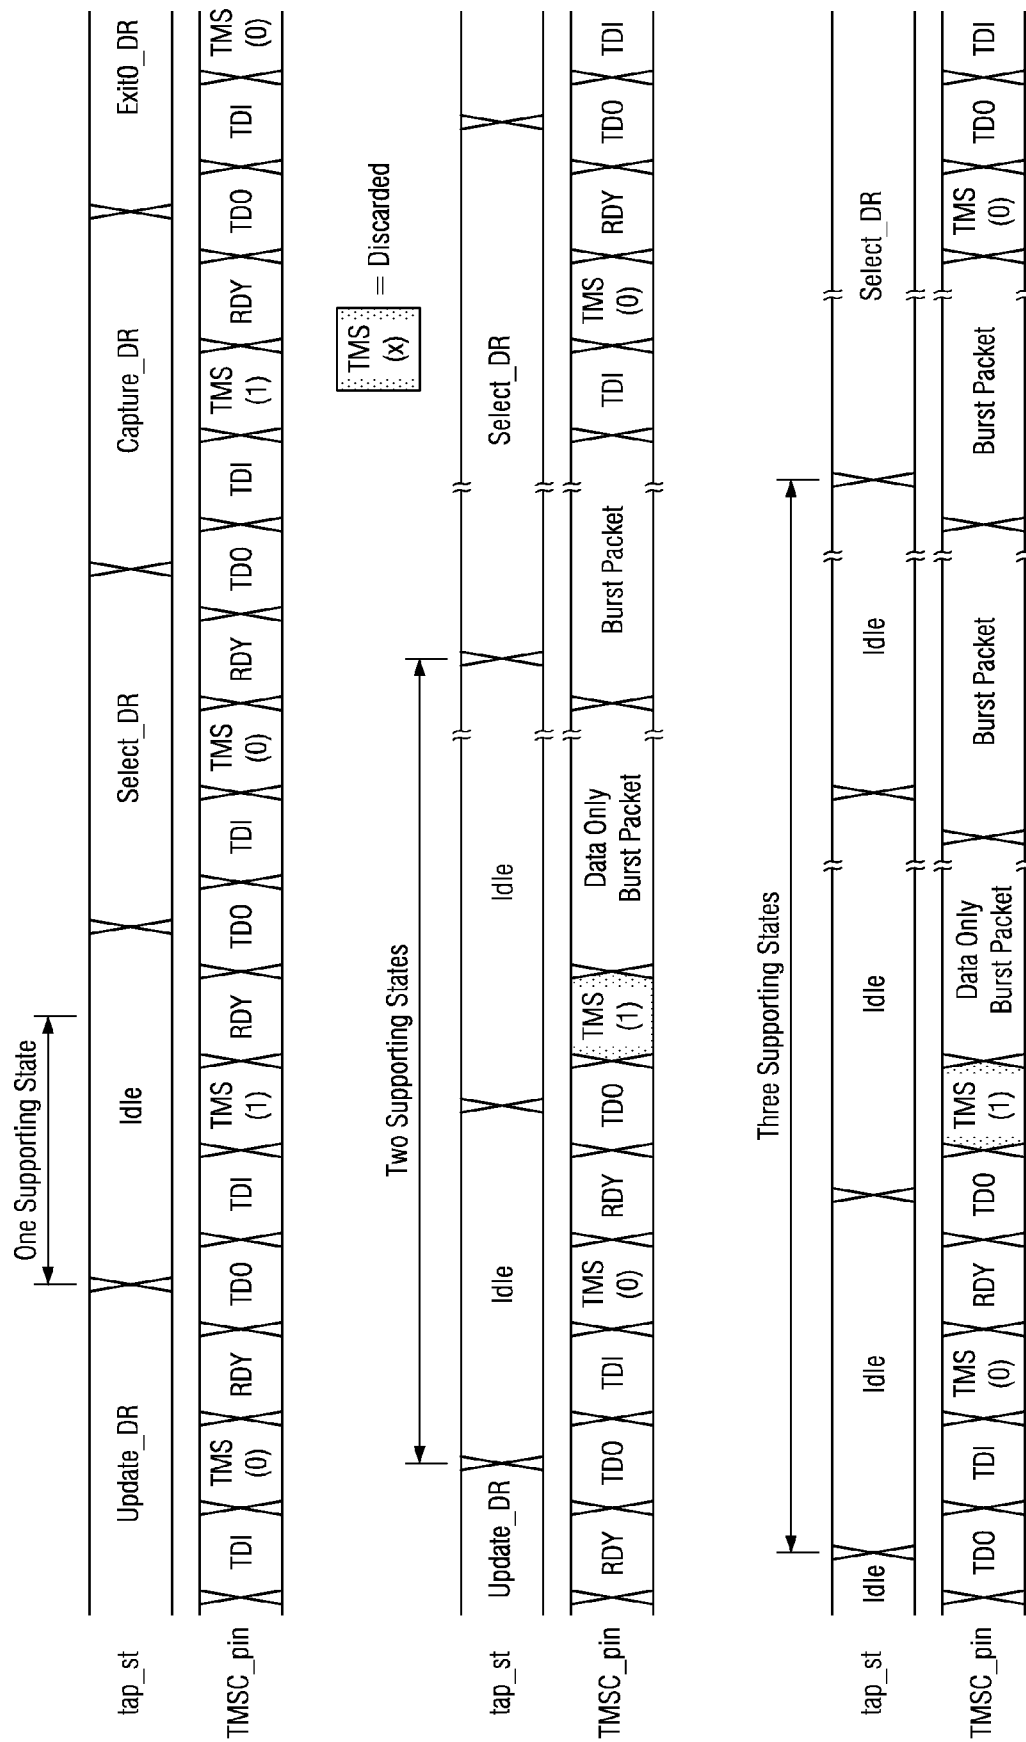 One Supporting State
tap_st
Update_DR
Idle
Select_DR
Capture_DR
Exit0_DR
TMSC_pin
TDI
TMS
(0)
RDY
TDO
TDI
TMS
(1)
RDY
TDO
TDI
TMS
(0)
RDY
TDO
TDI
TMS
(1)
RDY
TDO
TDI
TMS
(0)
TMS
(x)
= Discarded
Two Supporting States
tap_st
Update_DR
Idle
Idle
Select_DR
TMSC_pin
RDY
TDO
TDI
TMS
(0)
RDY
TDO
TMS
(1)
Data Only
Burst Packet
Burst Packet
TDI
TMS
(0)
RDY
TDO
TDI
Three Supporting States
tap_st
Idle
Idle
Idle
Idle
Select_DR
TMSC_pin
TDO
TDI
TMS
(0)
RDY
TDO
TMS
(1)
Data Only
Burst Packet
Burst Packet
Burst Packet
TMS
(0)
TDO
TDI